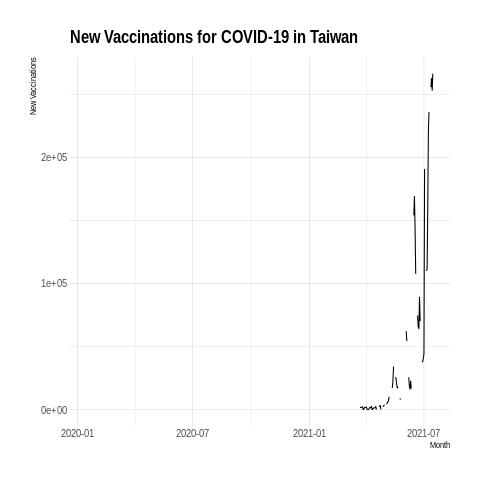 New Vaccinations for COVID-19 in Taiwan
New Vaccinations
2e+05
1e+05
0e+00
2020-01 2020-07 2021-01 2021-07
Month